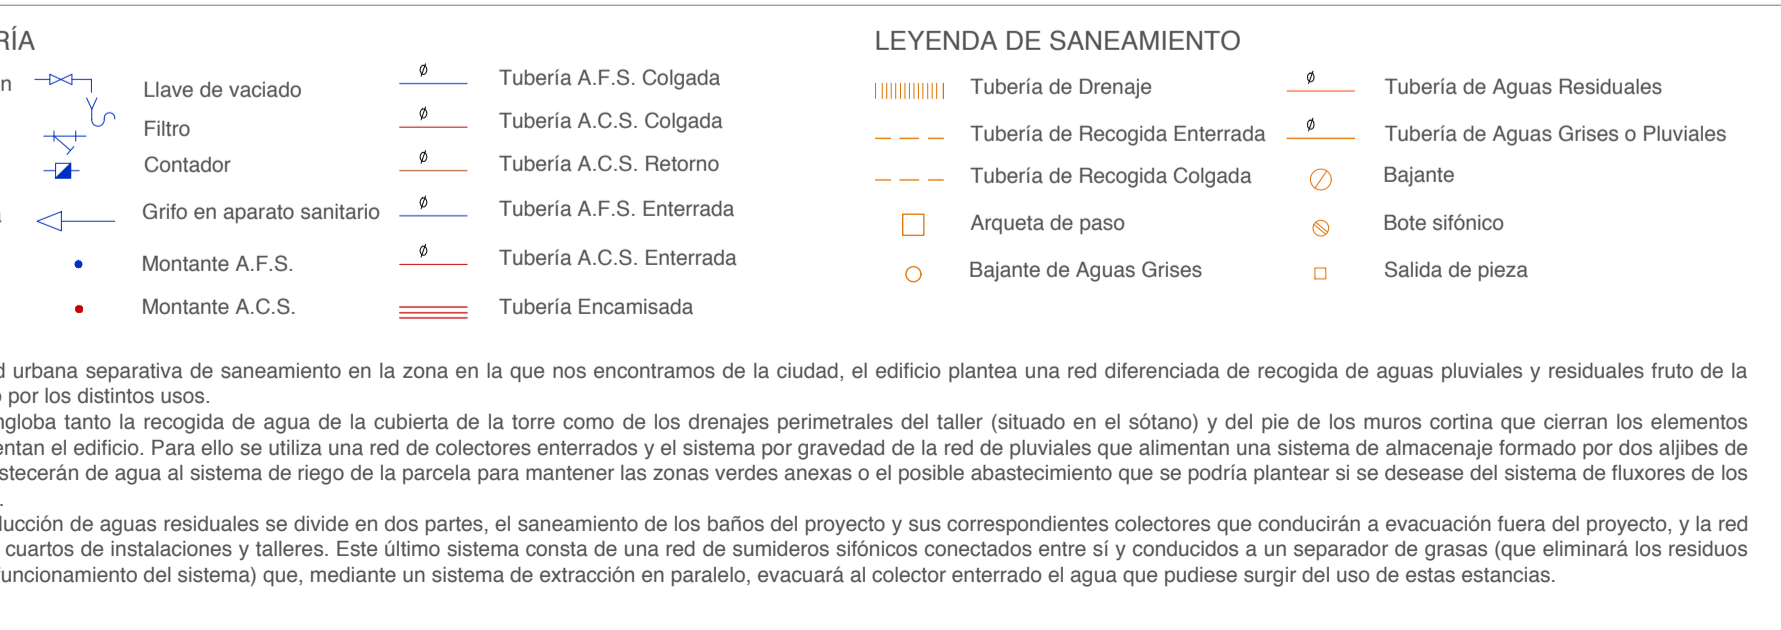 LEYENDA DE SANEAMIENTO
Llave de vaciado
Filtro
Contador
Grifo en aparato sanitario
Montante A.F.S.
Montante A.C.S.
ø Tubería A.F.S. Colgada
ø Tubería A.C.S. Colgada
ø Tubería A.C.S. Retorno
ø Tubería A.F.S. Enterrada
ø Tubería A.C.S. Enterrada
Tubería Encamisada
Tubería de Drenaje
Tubería de Recogida Enterrada
Tubería de Recogida Colgada
Arqueta de paso
Bajante de Aguas Grises
ø Tubería de Aguas Residuales
ø Tubería de Aguas Grises o Pluviales
Bajante
Bote sifónico
Salida de pieza
urbana separativa de saneamiento en la zona en la que nos encontramos de la ciudad, el edificio plantea una red diferenciada de recogida de aguas pluviales y residuales fruto de la
por los distintos usos.
tanto la recogida de agua de la cubierta de la torre como de los drenajes perimetrales del taller (situado en el sótano) y del pie de los muros cortina que cierran los elementos
el edificio. Para ello se utiliza una red de colectores enterrados y el sistema por gravedad de la red de pluviales que alimentan un sistema de almacenaje formado por dos aljibes de
de agua al sistema de riego de la parcela para mantener las zonas verdes anexas o el posible abastecimiento que se podría plantear si se desease del sistema de fluxores de los
de aguas residuales se divide en dos partes, el saneamiento de los baños del proyecto y sus correspondientes colectores que conducirán a evacuación fuera del proyecto, y la red
cuartos de instalaciones y talleres. Este último sistema consta de una red de sumideros sifónicos conectados entre sí y conducidos a un separador de grasas (que eliminará los residuos
funcionamiento del sistema) que, mediante un sistema de extracción en paralelo, evacuará al colector enterrado el agua que pudiese surgir del uso de estas estancias.